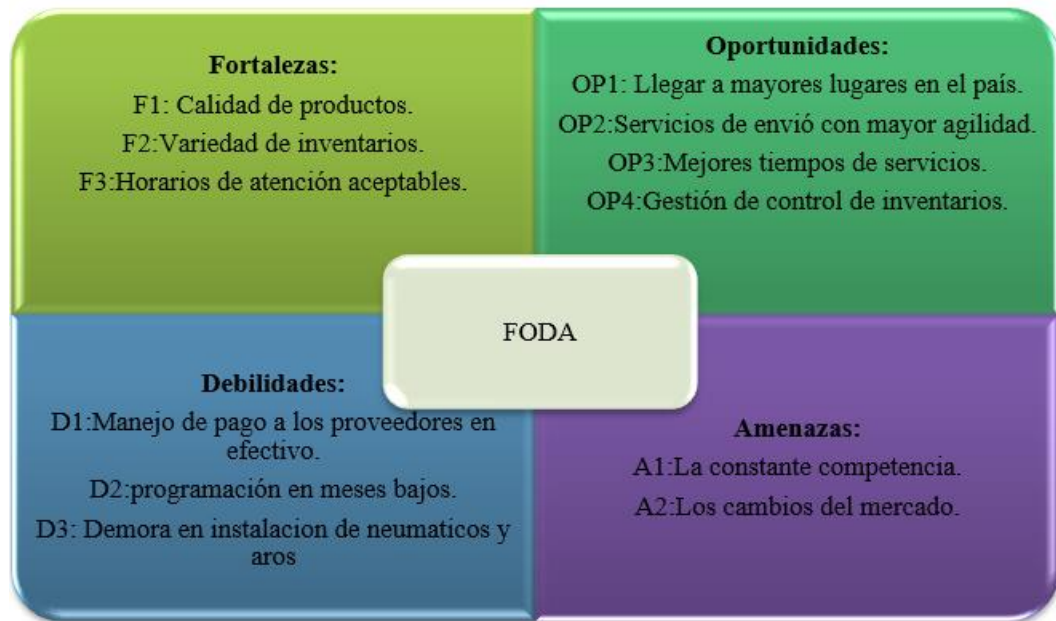 Fortalezas:
F1: Calidad de productos.
F2:Variedad de inventarios.
F3:Horarios de atención aceptables.
Oportunidades:
OP1: Llegar a mayores lugares en el país.
OP2:Servicios de envió con mayor agilidad.
OP3:Mejores tiempos de servicios.
OP4:Gestión de control de inventarios.
FODA
Debilidades:
D1:Manejo de pago a los proveedores en
efectivo.
D2:programación en meses bajos.
D3: Demora en instalacion de neumaticos y
aros
Amenazas:
A1:La constante competencia.
A2:Los cambios del mercado.